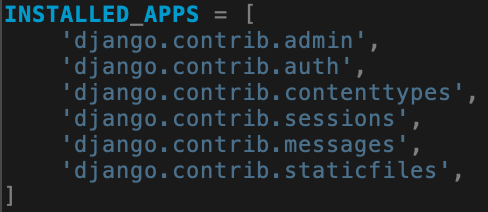 INSTALLED_APPS = [
    'django.contrib.admin',
    'django.contrib.auth',
    'django.contrib.contenttypes',
    'django.contrib.sessions',
    'django.contrib.messages',
    'django.contrib.staticfiles',
]